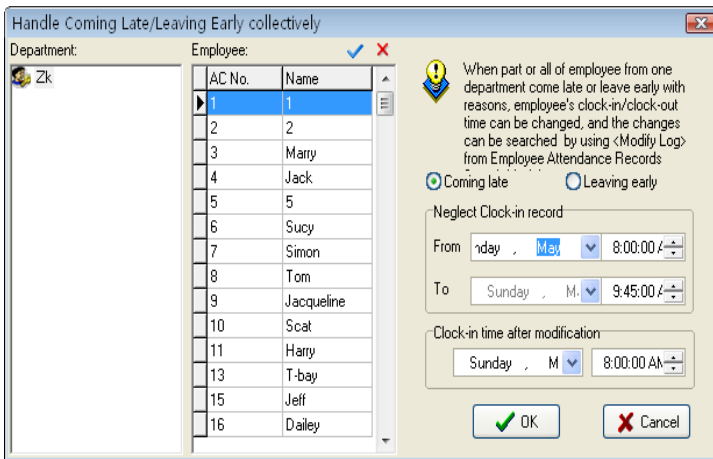 Handle Coming Late/Leaving Early collectively
Department:
Zk
Employee:
AC No. Name
1 1
2 2
3 Marry
4 Jack
5 5
6 Sucy
7 Simon
8 Tom
9 Jacqueline
10 Scat
11 Harry
13 T-bay
15 Jeff
16 Dailey
When part or all of employee from one
department come late or leave early with
reasons, employee's clock-in/clock-out
time can be changed, and the changes
can be searched by using <Modify Log>
from Employee Attendance Records
Coming late Leaving early
Neglect Clock-in record
From nday , May 8:00:00 A
To Sunday , M. 9:45:00 A
Clock-in time after modification
Sunday , M 8:00:00 AM
OK Cancel